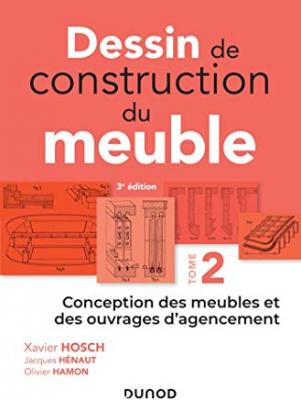 Dessin de
construction
du
meuble
3e édition
TOME
2
Conception des meubles et
des ouvrages d'agencement
Xavier HOSCH
Jacques HÉNAUT
Olivier HAMON
DUNOD